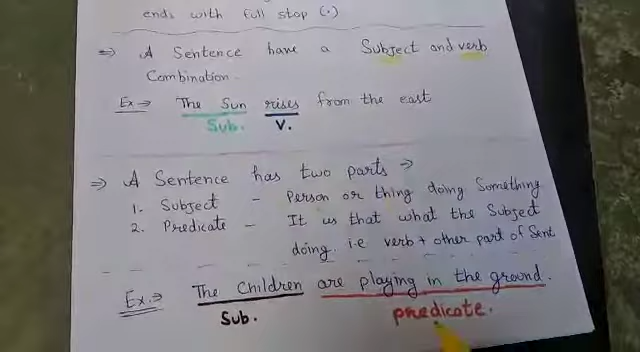 ends with full stop (.)
⇒ A Sentence have a Subject and verb
Combination.
Ex ⇒ The Sun rises from the east
Sub. V.
⇒ A Sentence has two parts →
1. Subject - Person or thing doing Something
2. Predicate - It us that what the Subject
doing. i.e verb + other part of Sent
Ex.⇒ The Children are playing in the ground.
Sub. predicate.